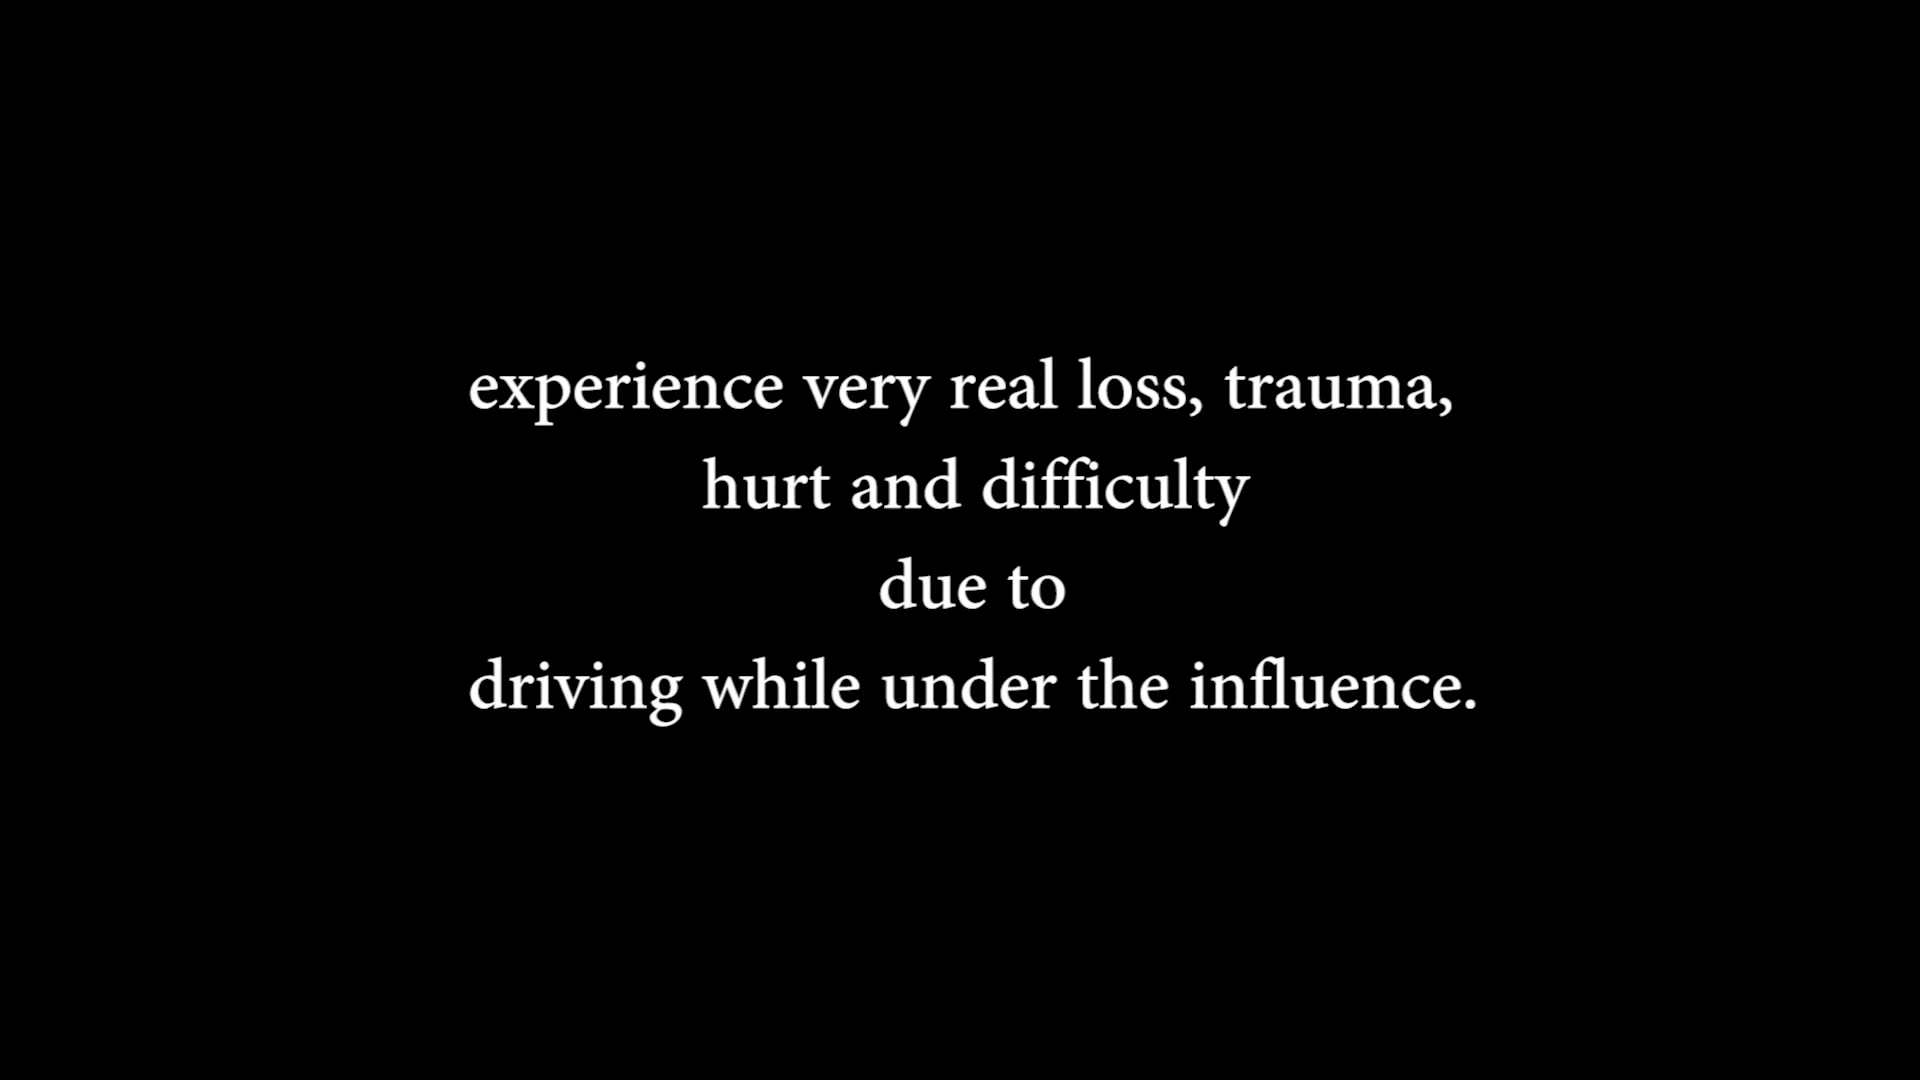 experience very real loss, trauma,
hurt and difficulty
due to
driving while under the influence.